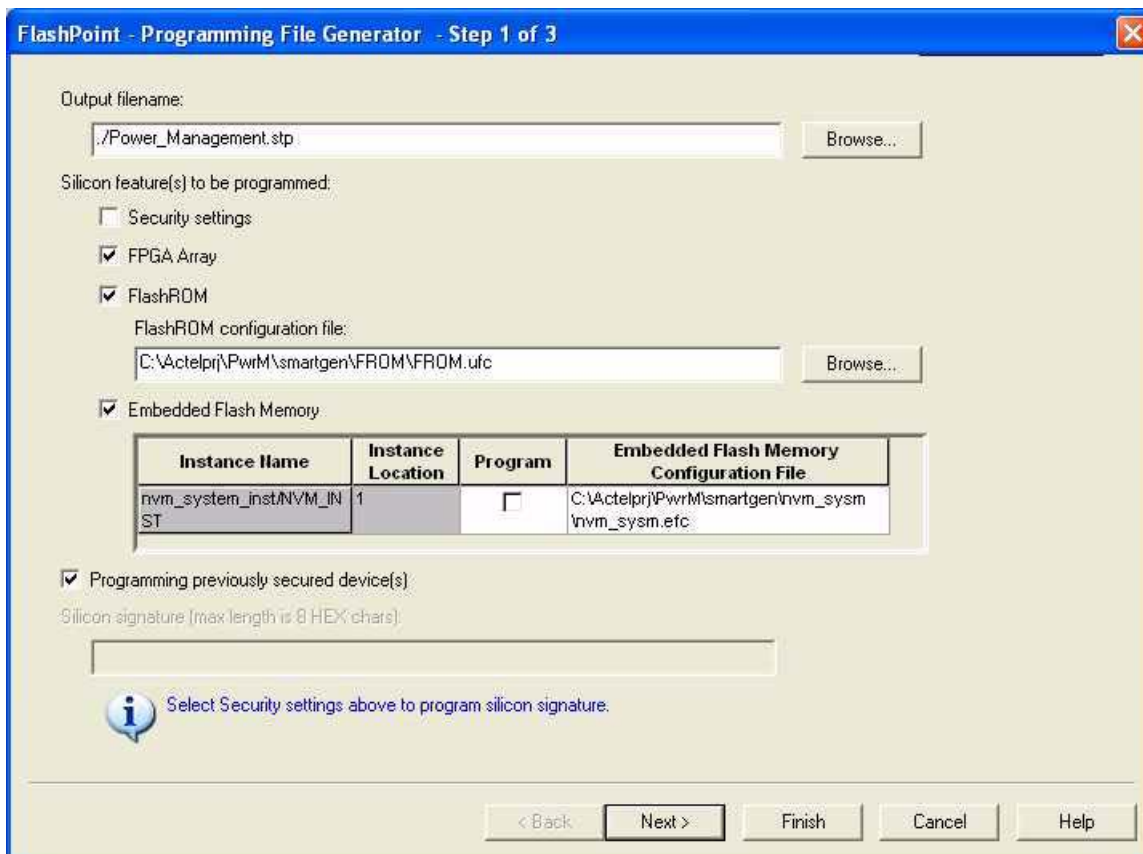 FlashPoint - Programming File Generator - Step 1 of 3
Output filename:
./Power_Management.stp
Browse...
Silicon feature(s) to be programmed:
Security settings
FPGA Array
FlashROM
FlashROM configuration file:
C:\Actelprj\PwrM\smartgen\FROM\FROM.ufc
Browse...
Embedded Flash Memory
Instance Name
Instance
Location
Program
Embedded Flash Memory
Configuration File
nvm_system_inst/NVM_IN
ST
1
C:\Actelprj\PwrM\smartgen\nvm_sysm
\nvm_sysm.efc
Programming previously secured device(s)
Silicon signature (max length is 8 HEX chars):
Select Security settings above to program silicon signature.
< Back
Next >
Finish
Cancel
Help